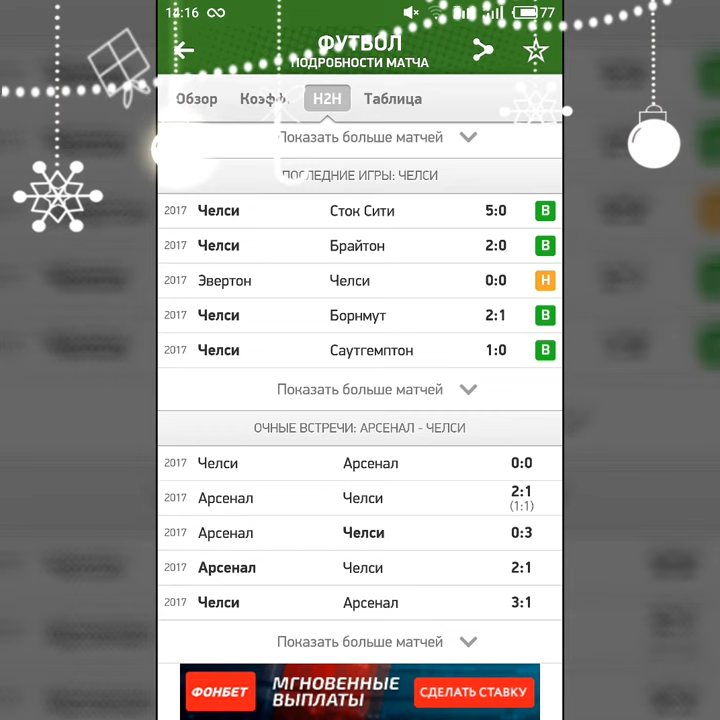 14:16 77
ФУТБОЛ
ПОДРОБНОСТИ МАТЧА
Обзор Коэфф. H2H Таблица
Показать больше матчей
ПОСЛЕДНИЕ ИГРЫ: ЧЕЛСИ
2017 Челси Сток Сити 5:0 В
2017 Челси Брайтон 2:0 В
2017 Эвертон Челси 0:0 Н
2017 Челси Борнмут 2:1 В
2017 Челси Саутгемптон 1:0 В
Показать больше матчей
ОЧНЫЕ ВСТРЕЧИ: АРСЕНАЛ - ЧЕЛСИ
2017 Челси Арсенал 0:0
2017 Арсенал Челси 2:1
(1:1)
2017 Арсенал Челси 0:3
2017 Арсенал Челси 2:1
2017 Челси Арсенал 3:1
Показать больше матчей
ФОНБЕТ МГНОВЕННЫЕ ВЫПЛАТЫ СДЕЛАТЬ СТАВКУ